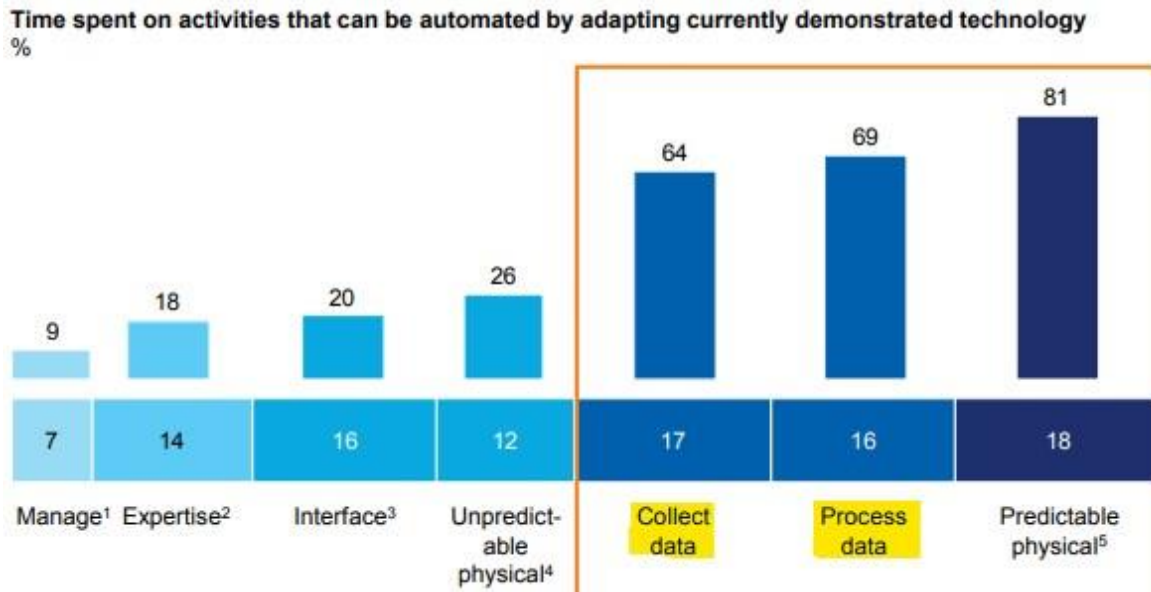 Time spent on activities that can be automated by adapting currently demonstrated technology
%
81
69
64
26
20
18
9
7 14 16 12 17 16 18
Manage¹ Expertise² Interface³ Unpredict-
able
physical⁴ Collect
data Process
data Predictable
physical⁵